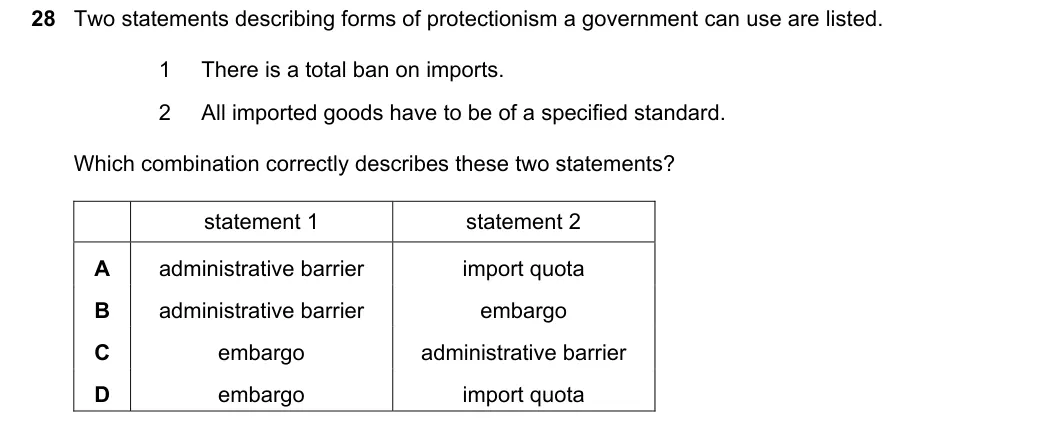 28 Two statements describing forms of protectionism a government can use are listed.
1 There is a total ban on imports.
2 All imported goods have to be of a specified standard.
Which combination correctly describes these two statements?
statement 1 statement 2
A administrative barrier import quota
B administrative barrier embargo
C embargo administrative barrier
D embargo import quota